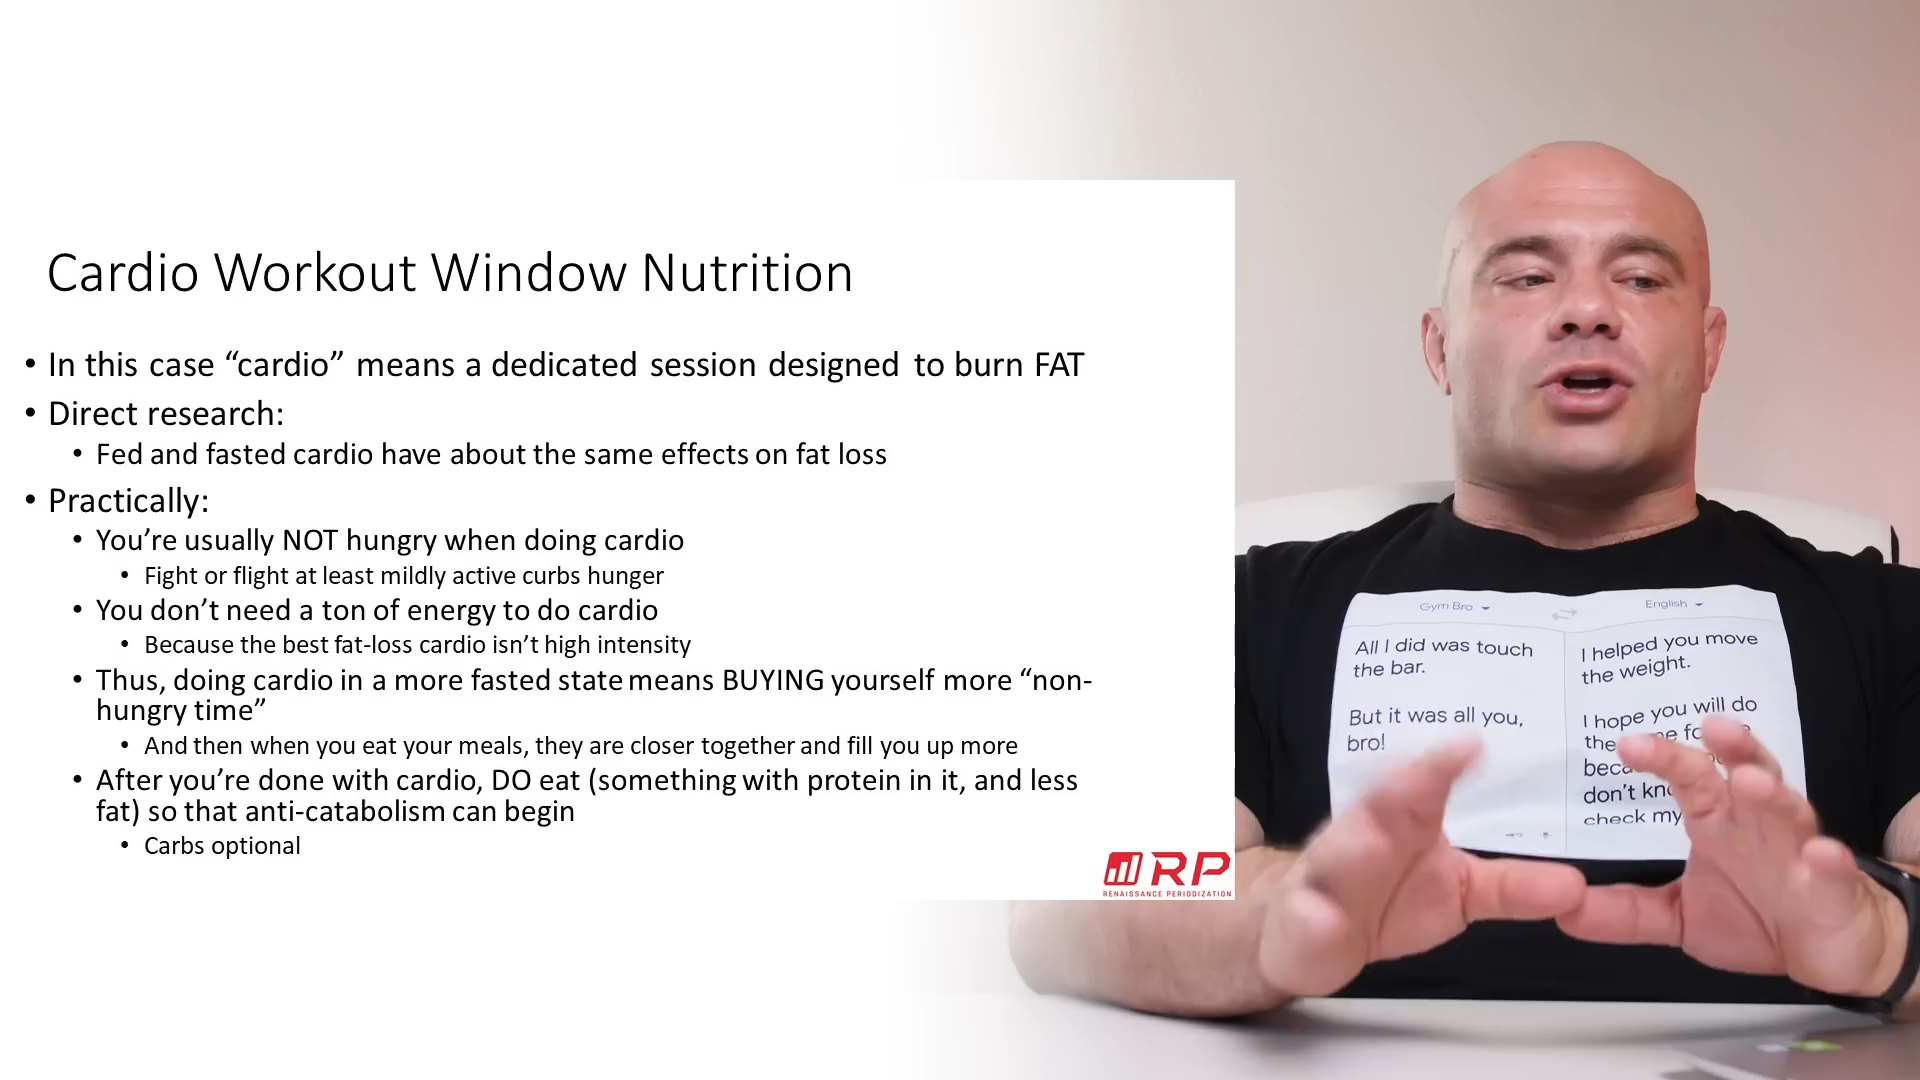 Cardio Workout Window Nutrition
• In this case “cardio” means a dedicated session designed to burn FAT
• Direct research:
• Fed and fasted cardio have about the same effects on fat loss
• Practically:
• You’re usually NOT hungry when doing cardio
• Fight or flight at least mildly active curbs hunger
• You don’t need a ton of energy to do cardio
• Because the best fat-loss cardio isn’t high intensity
• Thus, doing cardio in a more fasted state means BUYING yourself more “non-
hungry time”
• And then when you eat your meals, they are closer together and fill you up more
• After you’re done with cardio, DO eat (something with protein in it, and less
fat) so that anti-catabolism can begin
• Carbs optional
RP
RENAISSANCE PERIODIZATION
Gym Bro
All I did was touch
the bar.
But it was all you,
bro!
English
I helped you move
the weight.
I hope you will do
the
don’t
check my